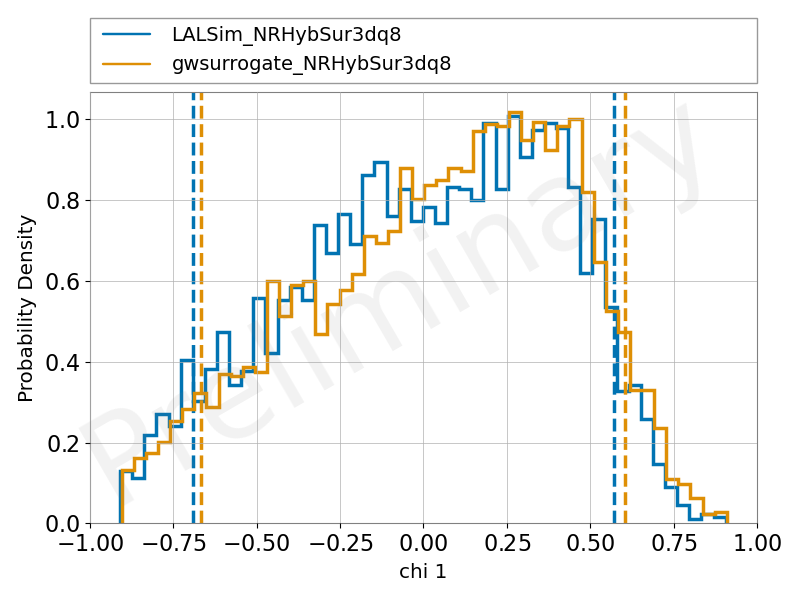 LALSim_NRHybSur3dq8
gwsurrogate_NRHybSur3dq8
Preliminary
Probability Density
1.0
0.8
0.6
0.4
0.2
0.0
−1.00 −0.75 −0.50 −0.25 0.00 0.25 0.50 0.75 1.00
chi 1